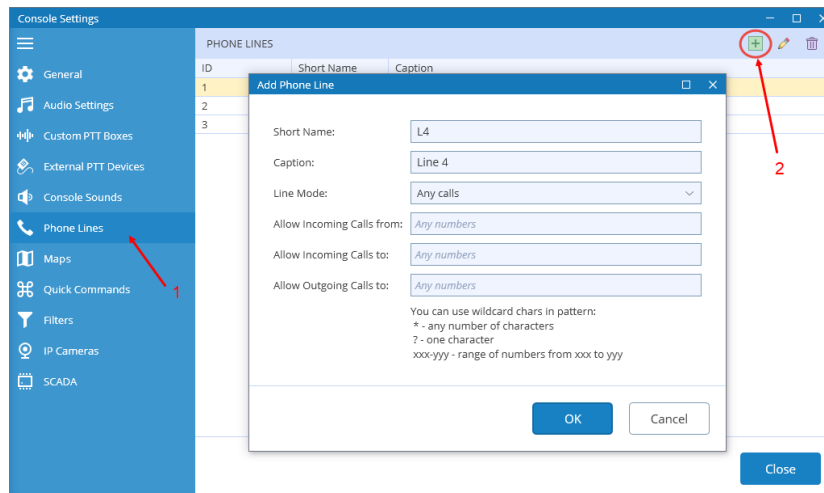 Console Settings
PHONE LINES
General
Audio Settings
Custom PTT Boxes
External PTT Devices
Console Sounds
Phone Lines
Maps
Quick Commands
Filters
IP Cameras
SCADA
1
2
ID Short Name Caption
1
2
3
Add Phone Line
Short Name: L4
Caption: Line 4
Line Mode: Any calls
Allow Incoming Calls from: Any numbers
Allow Incoming Calls to: Any numbers
Allow Outgoing Calls to: Any numbers
You can use wildcard chars in pattern:
* - any number of characters
? - one character
xxx-yyy - range of numbers from xxx to yyy
OK Cancel
Close